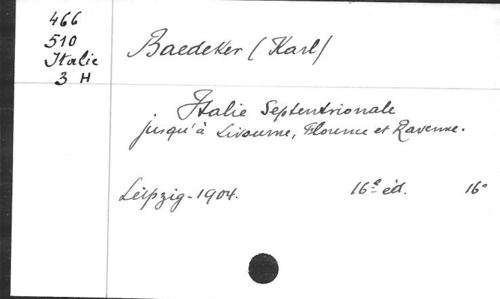 466
510
Italie
3 H
Baedeker (Karl)
Italie Septentrionale
jusqu'à Livourne, Florence et Ravenne.
Leipzig-1904. 16e éd. 16°